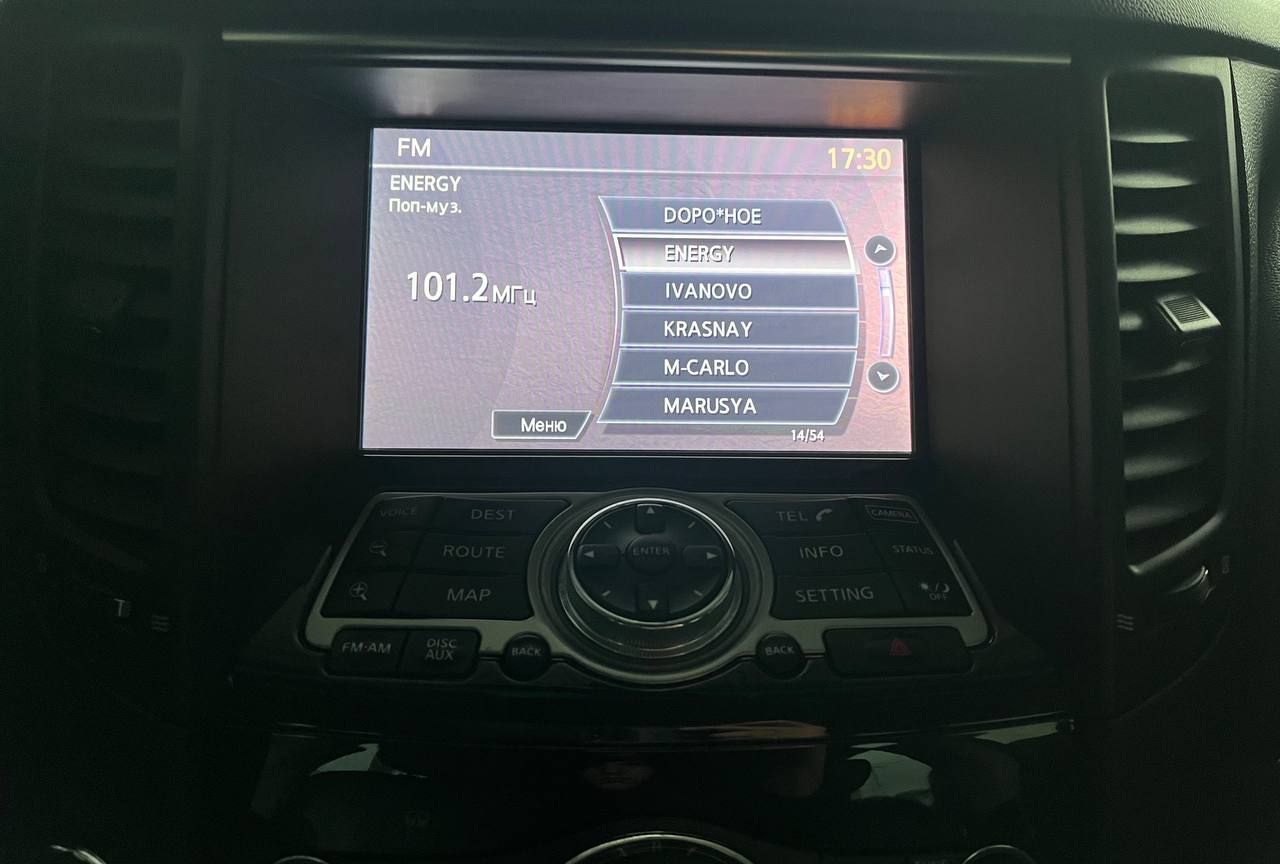 FM
17:30
ENERGY
Поп-муз.
101.2МГц
DOPO*HOE
ENERGY
IVANOVO
KRASNAY
M-CARLO
MARUSYA
Меню
14/54
VOICE
DEST
TEL
CAMERA
ROUTE
ENTER
INFO
STATUS
MAP
SETTING
OFF
FM·AM
DISC
AUX
BACK
BACK